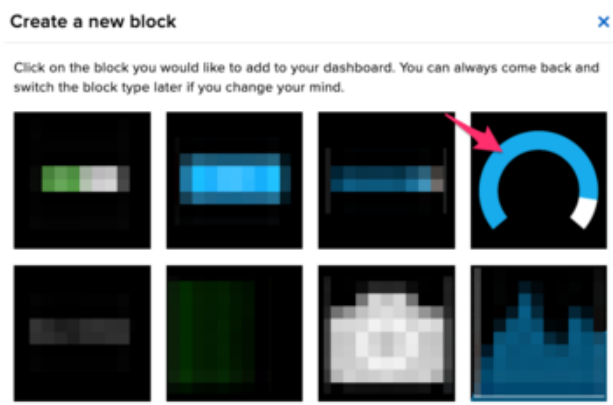 Create a new block
Click on the block you would like to add to your dashboard. You can always come back and
switch the block type later if you change your mind.